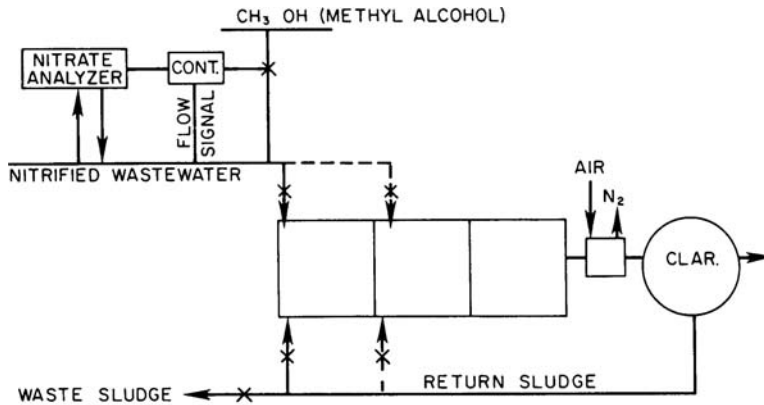 CH₃ OH (METHYL ALCOHOL)
NITRATE
ANALYZER
CONT.
FLOW
SIGNAL
NITRIFIED WASTEWATER
AIR
N₂
CLAR.
RETURN SLUDGE
WASTE SLUDGE